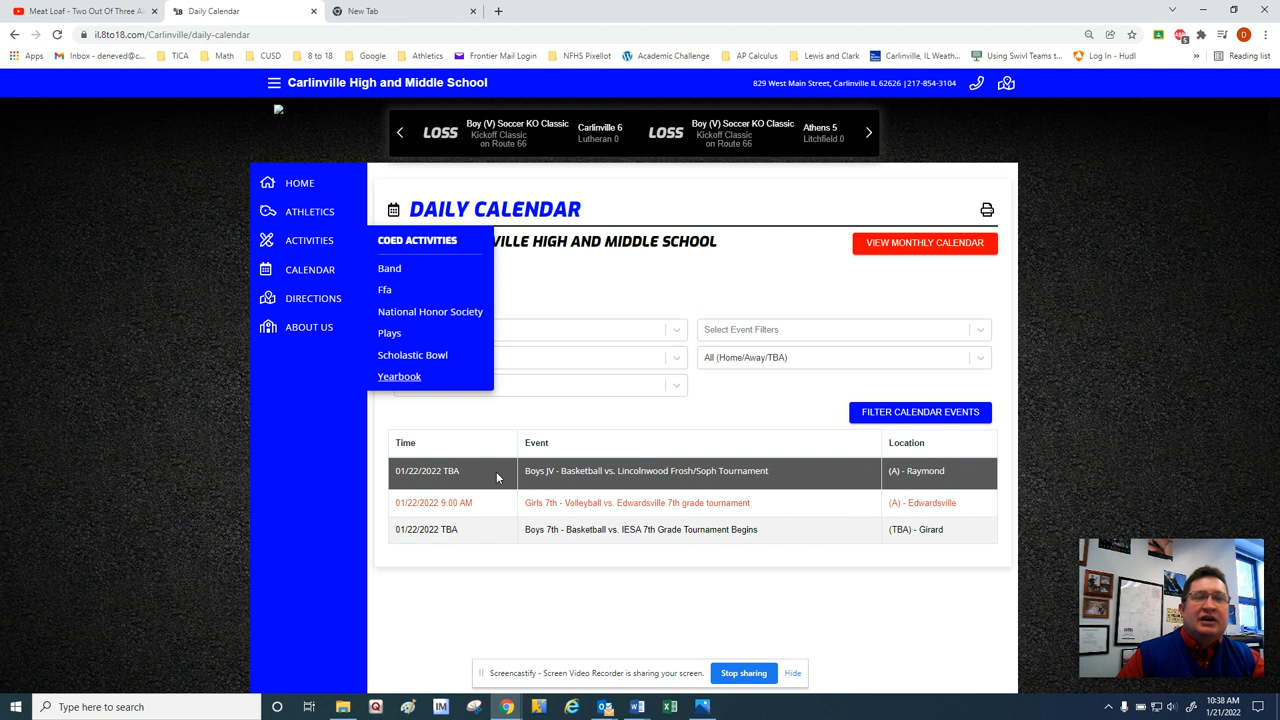 Meat Loaf - Two Out Of Three Ai
Daily Calendar
New Tab
il.8to18.com/Carlinville/daily-calendar
Apps
Inbox - deneved@c...
TICA
Math
CUSD
8 to 18
Google
Athletics
Frontier Mail Login
NFHS Pixellot
Academic Challenge
AP Calculus
Lewis and Clark
Carlinville, IL Weath...
Using Swivl Teams t...
Log In - Hudl
»
Reading list
Carlinville High and Middle School
829 West Main Street, Carlinville IL 62626 |217-854-3104
LOSS
Boy (V) Soccer KO Classic
Kickoff Classic
on Route 66
Carlinville 6
Lutheran 0
LOSS
Boy (V) Soccer KO Classic
Kickoff Classic
on Route 66
Athens 5
Litchfield 0
HOME
ATHLETICS
ACTIVITIES
CALENDAR
DIRECTIONS
ABOUT US
COED ACTIVITIES
Band
Ffa
National Honor Society
Plays
Scholastic Bowl
Yearbook
DAILY CALENDAR
VILLE HIGH AND MIDDLE SCHOOL
VIEW MONTHLY CALENDAR
Select Event Filters
All (Home/Away/TBA)
FILTER CALENDAR EVENTS
Time Event Location
01/22/2022 TBA Boys JV - Basketball vs. Lincolnwood Frosh/Soph Tournament (A) - Raymond
01/22/2022 9:00 AM Girls 7th - Volleyball vs. Edwardsville 7th grade tournament (A) - Edwardsville
01/22/2022 TBA Boys 7th - Basketball vs. IESA 7th Grade Tournament Begins (TBA) - Girard
Screencastify - Screen Video Recorder is sharing your screen.
Stop sharing
Hide
Type here to search
10:38 AM
1/21/2022